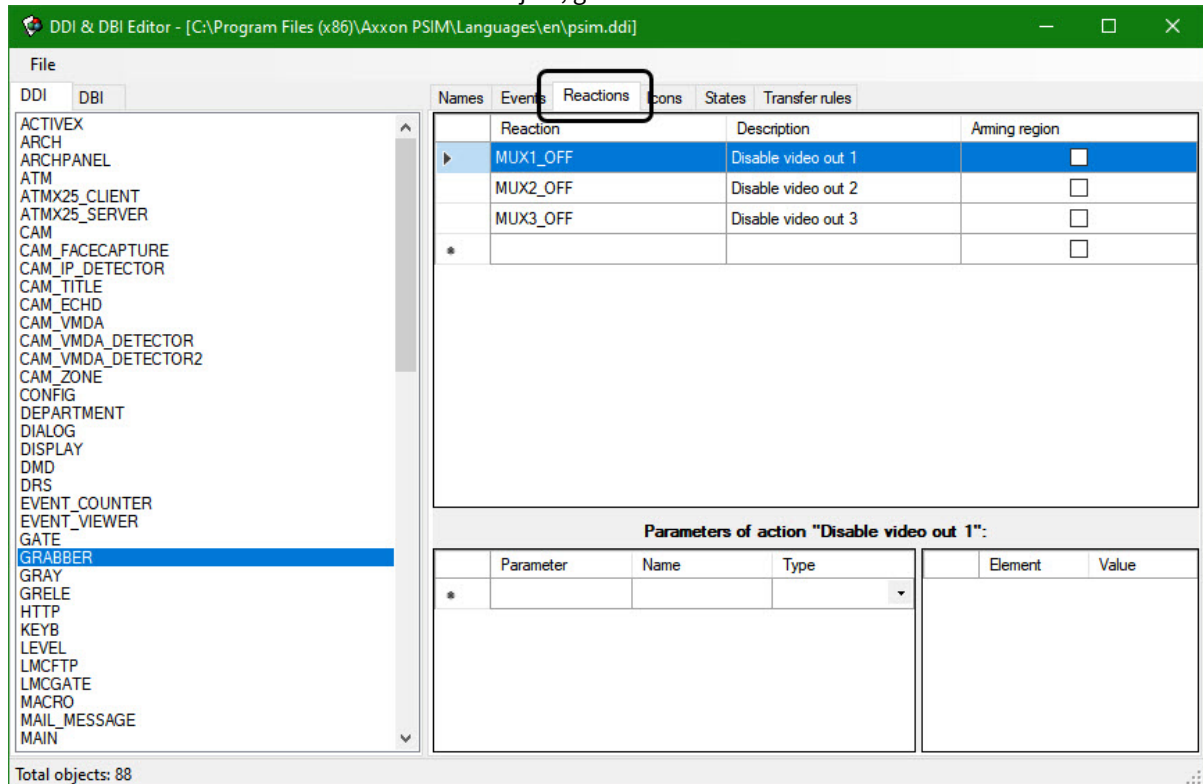 DDI & DBI Editor - [C:\Program Files (x86)\Axxon PSIM\Languages\en\psim.ddi]
File
DDI DBI
Names Events Reactions Icons States Transfer rules
ACTIVEX
ARCH
ARCHPANEL
ATM
ATMX25_CLIENT
ATMX25_SERVER
CAM
CAM_FACECAPTURE
CAM_IP_DETECTOR
CAM_TITLE
CAM_ECHD
CAM_VMDA
CAM_VMDA_DETECTOR
CAM_VMDA_DETECTOR2
CAM_ZONE
CONFIG
DEPARTMENT
DIALOG
DISPLAY
DMD
DRS
EVENT_COUNTER
EVENT_VIEWER
GATE
GRABBER
GRAY
GRELE
HTTP
KEYB
LEVEL
LMCFTP
LMCGATE
MACRO
MAIL_MESSAGE
MAIN
Reaction Description Arming region
MUX1_OFF Disable video out 1
MUX2_OFF Disable video out 2
MUX3_OFF Disable video out 3
Parameters of action "Disable video out 1":
Parameter Name Type Element Value
Total objects: 88